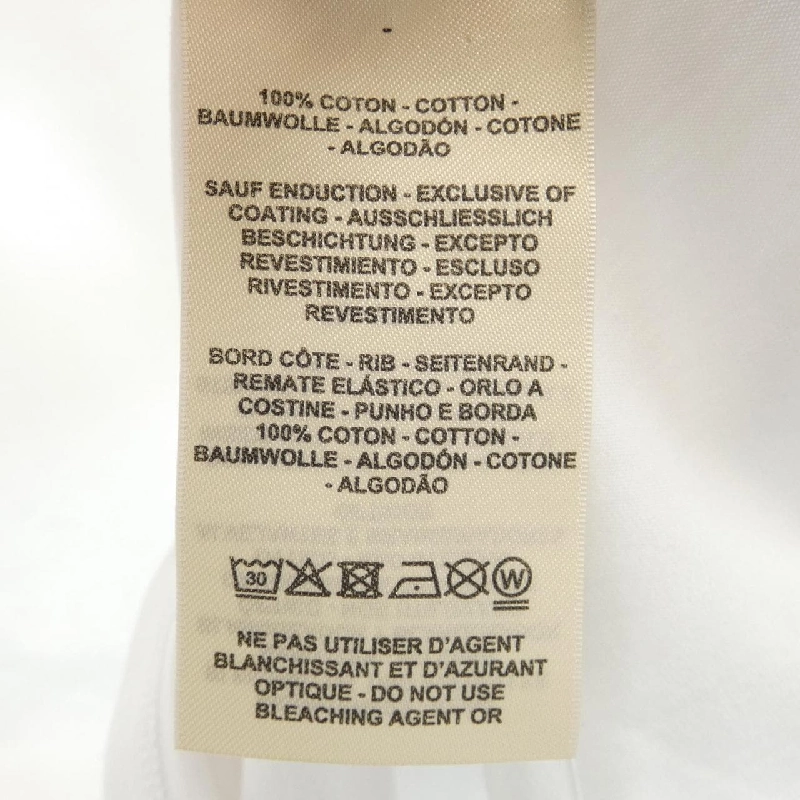 100% COTON - COTTON -
BAUMWOLLE - ALGODÓN - COTONE
- ALGODÃO
SAUF ENDUCTION - EXCLUSIVE OF
COATING - AUSSCHLIESSLICH
BESCHICHTUNG - EXCEPTO
REVESTIMIENTO - ESCLUSO
RIVESTIMENTO - EXCEPTO
REVESTIMENTO
BORD CÔTE - RIB - SEITENRAND -
REMATE ELÁSTICO - ORLO A
COSTINE - PUNHO E BORDA
100% COTON - COTTON -
BAUMWOLLE - ALGODÓN - COTONE
- ALGODÃO
30 W
NE PAS UTILISER D'AGENT
BLANCHISSANT ET D'AZURANT
OPTIQUE - DO NOT USE
BLEACHING AGENT OR